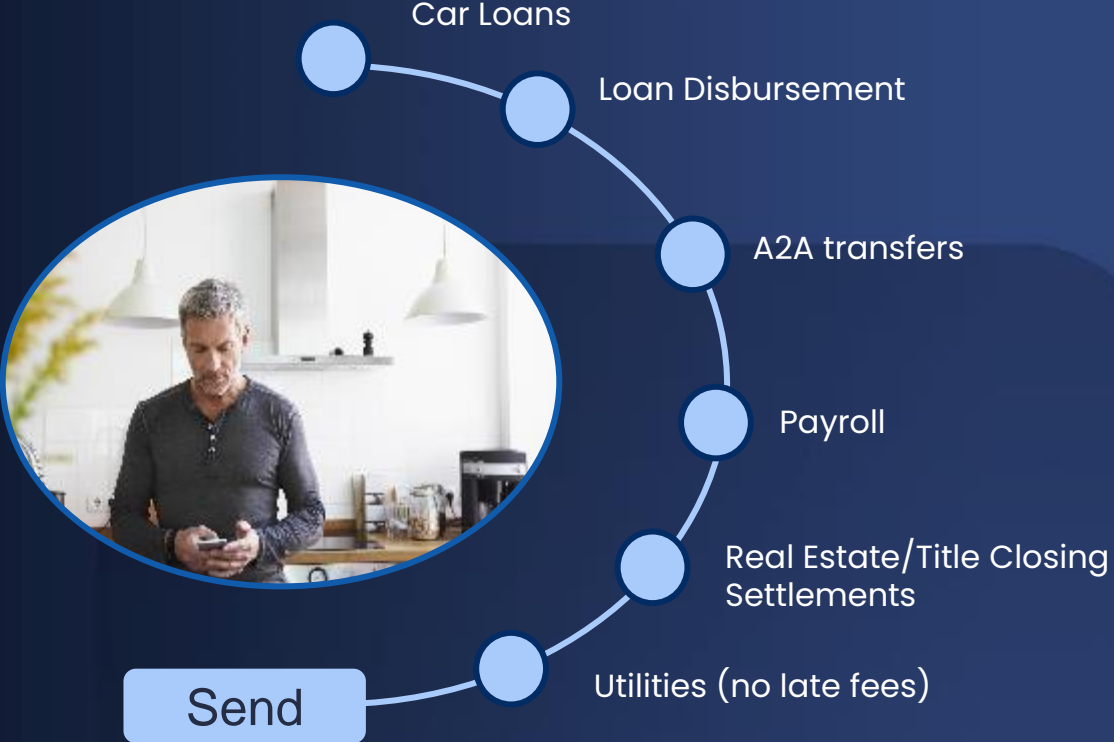 Car Loans
Loan Disbursement
A2A transfers
Payroll
Real Estate/Title Closing
Settlements
Utilities (no late fees)
Send